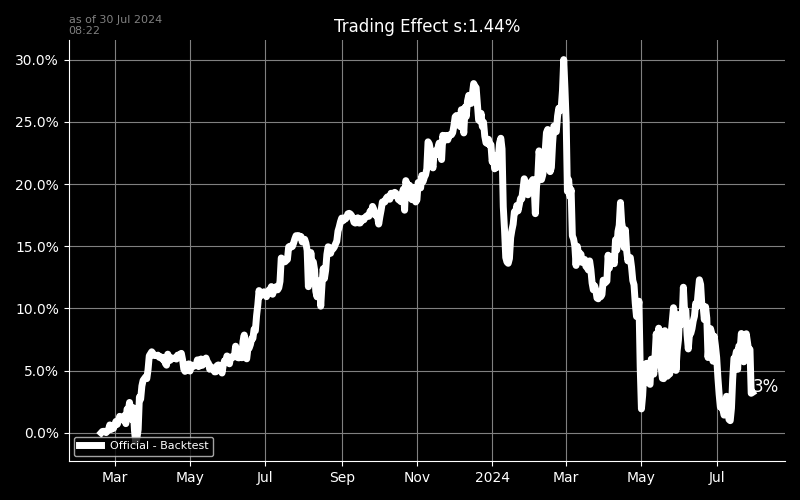 as of 30 Jul 2024
08:22
Trading Effect s:1.44%
30.0%
25.0%
20.0%
15.0%
10.0%
5.0%
0.0%
3%
Official - Backtest
Mar May Jul Sep Nov 2024 Mar May Jul